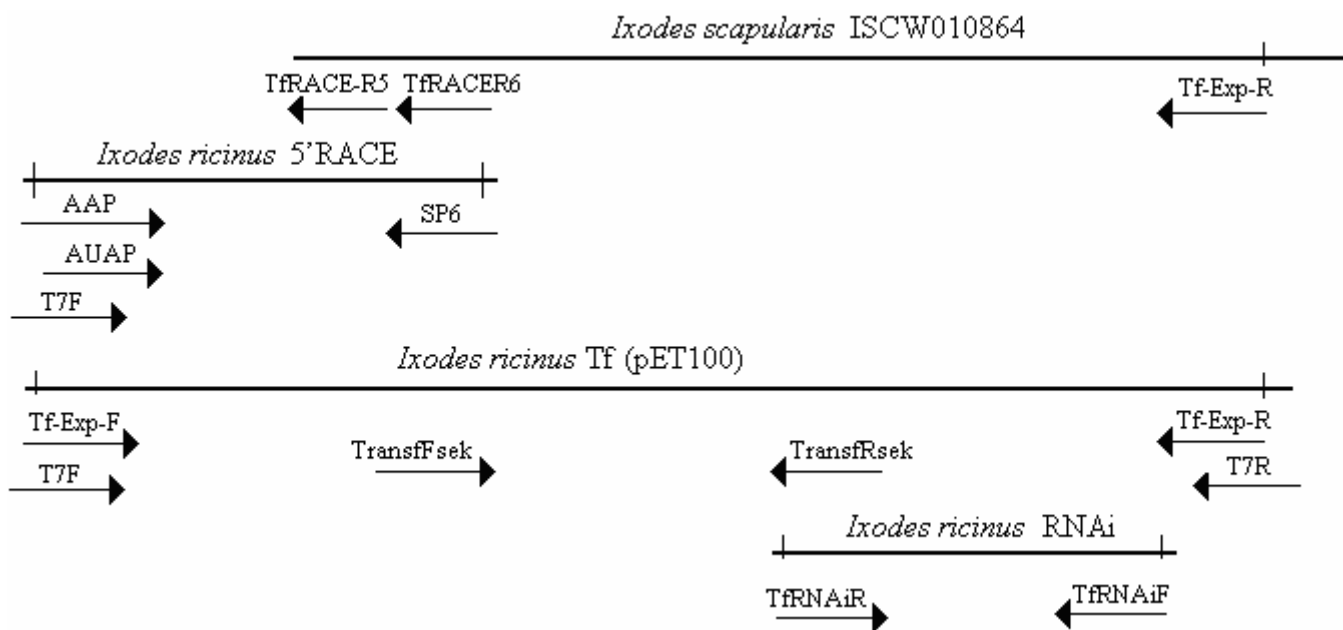 Ixodes scapularis ISCW010864
TfRACE-R5 TfRACER6 Tf-Exp-R
Ixodes ricinus 5'RACE
AAP SP6
AUAP
T7F
Ixodes ricinus Tf (pET100)
Tf-Exp-F TransfFsek TransfRsek Tf-Exp-R
T7F T7R
Ixodes ricinus RNAi
TfRNAiR TfRNAiF